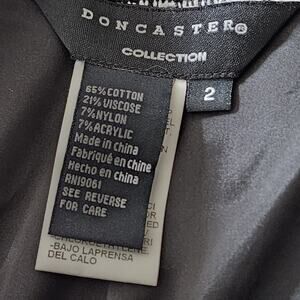 DONCASTER®
COLLECTION
2
65%COTTON
21%VISCOSE
7%NYLON
7%ACRYLIC
Made in China
Fabriqué en Chine
Hecho en China
RN19061
SEE REVERSE
FOR CARE
-BAJO LAPRENSA
DEL CALO